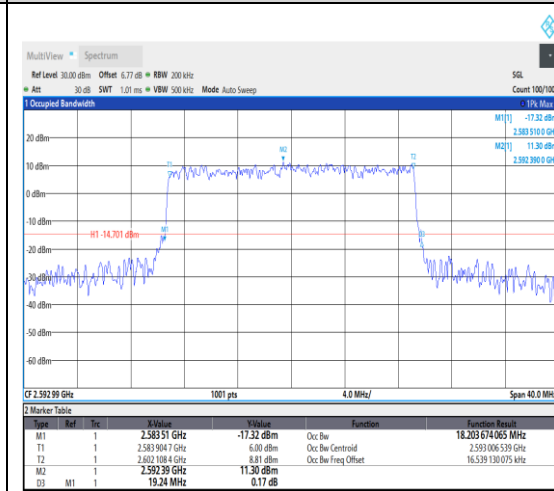 MultiView Spectrum
Ref Level 30.00 dBm Offset 6.77 dB RBW 200 kHz SGL
Att 30 dB SWT 1.01 ms VBW 500 kHz Mode Auto Sweep Count 100/100
1 Occupied Bandwidth 1Pk Max
M1[1] -17.32 dBm
2.583 510 0 GHz
M2[1] 11.30 dBm
2.592 390 0 GHz
20 dBm
M2
T1
T2
10 dBm
0 dBm
-10 dBm
M1
H1 -14.701 dBm
D3
-20 dBm
-30 dBm
-40 dBm
-50 dBm
-60 dBm
CF 2.592 99 GHz 1001 pts 4.0 MHz/ Span 40.0 MHz
2 Marker Table
Type Ref Trc X-Value Y-Value Function Function Result
M1 1 2.583 51 GHz -17.32 dBm Occ Bw 18.203 674 065 MHz
T1 1 2.583 904 7 GHz 6.00 dBm Occ Bw Centroid 2.593 006 539 GHz
T2 1 2.602 108 4 GHz 8.81 dBm Occ Bw Freq Offset 16.539 130 075 kHz
M2 1 2.592 39 GHz 11.30 dBm
D3 M1 1 19.24 MHz 0.17 dB